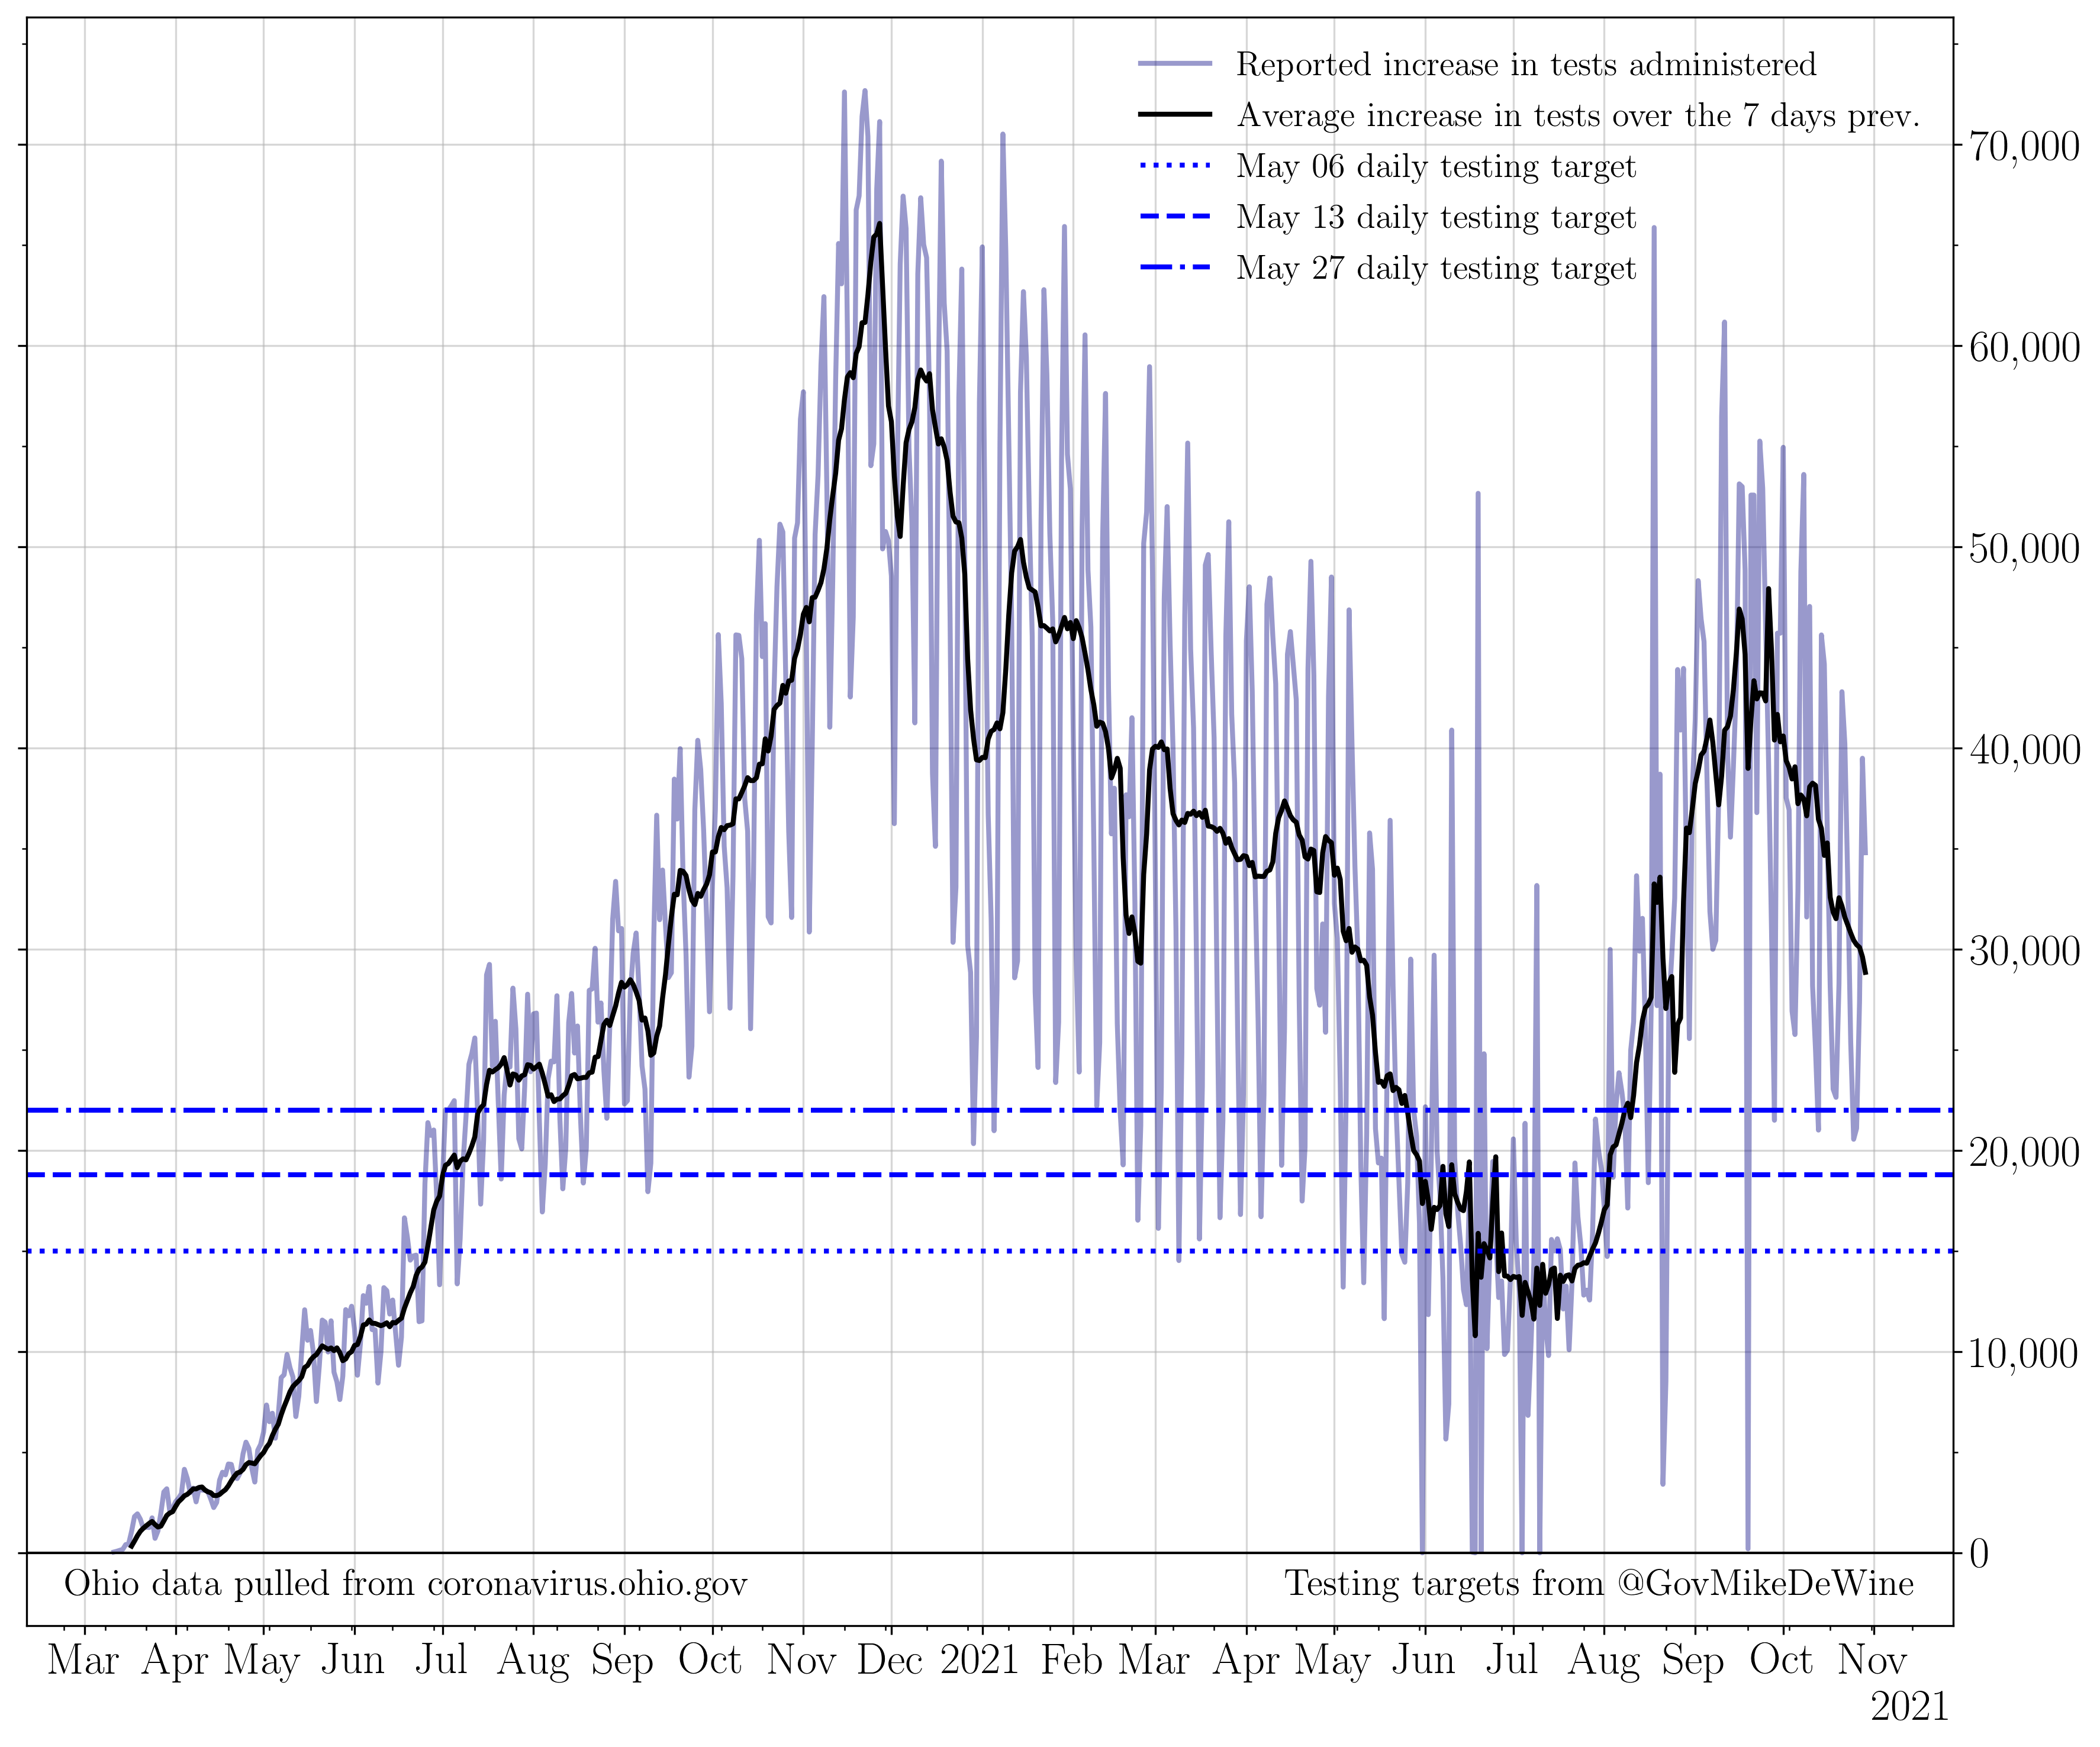 Reported increase in tests administered
Average increase in tests over the 7 days prev.
May 06 daily testing target
May 13 daily testing target
May 27 daily testing target
70,000
60,000
50,000
40,000
30,000
20,000
10,000
0
Ohio data pulled from coronavirus.ohio.gov
Testing targets from @GovMikeDeWine
Mar Apr May Jun Jul Aug Sep Oct Nov Dec 2021 Feb Mar Apr May Jun Jul Aug Sep Oct Nov
2021